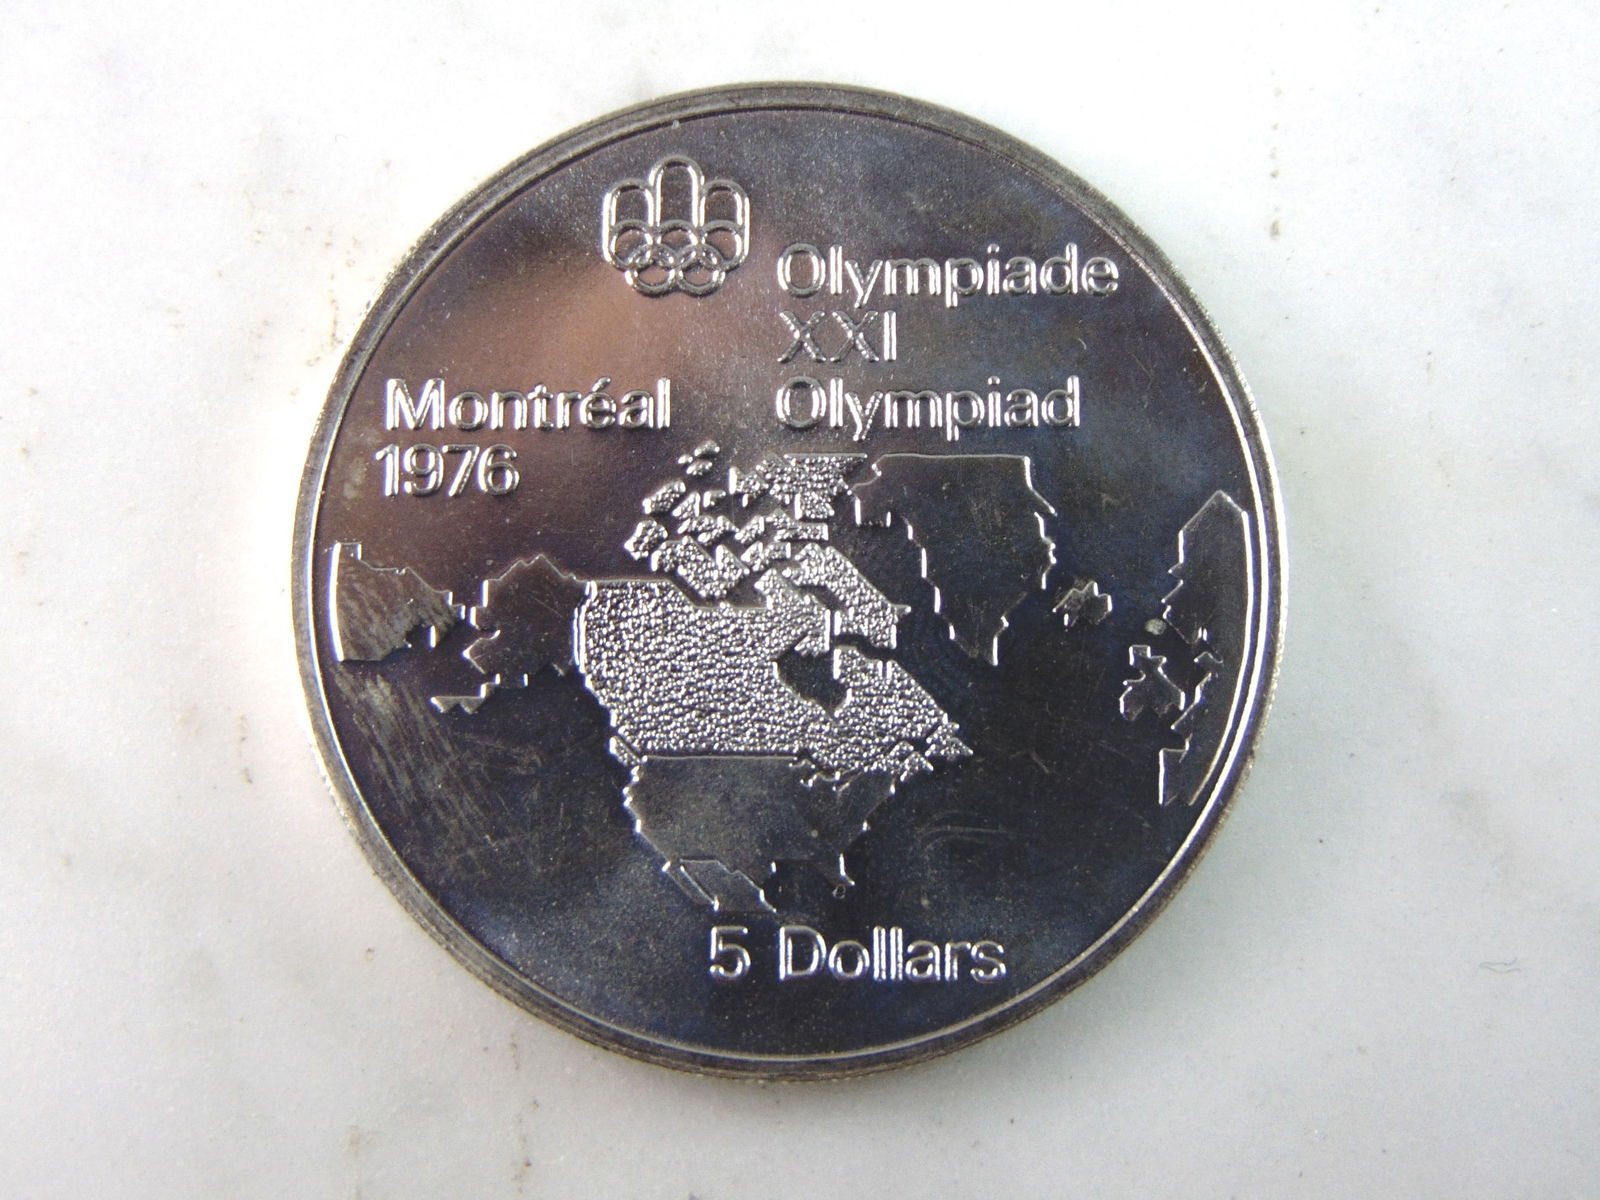 Olympiade
XXI
Olympiad
Montréal
1976
5 Dollars